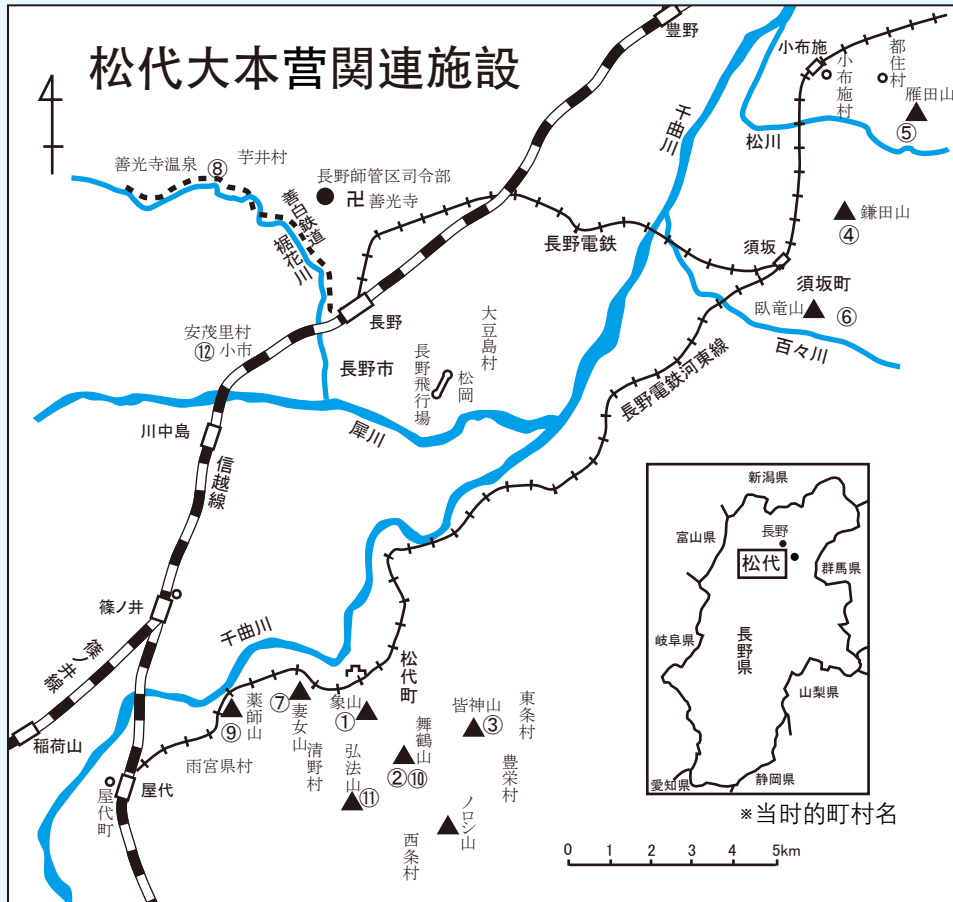 松代大本営関連施設
豊野
小布施
小布施村
都住村
雁田山
⑤
千曲川
松川
芋井村
善光寺温泉
⑧
長野師管区司令部
卍善光寺
善白鉄道
裾花川
鎌田山
④
長野電鉄
須坂
須坂町
臥竜山
⑥
百々川
長野
安茂里村
⑫小市
長野市
大豆島村
松岡
長野飛行場
長野電鉄河東線
川中島
犀川
信越線
新潟県
富山県
長野
松代
群馬県
岐阜県
長野県
山梨県
愛知県
静岡県
※当时的町村名
篠ノ井
篠ノ井線
千曲川
松代町
稲荷山
薬師山
⑨
⑦
妻女山
清野村
象山
①
舞鶴山
②⑩
皆神山
③
東条村
豊栄村
雨宮県村
弘法山
⑪
ノロシ山
西条村
屋代
屋代町
0 1 2 3 4 5km